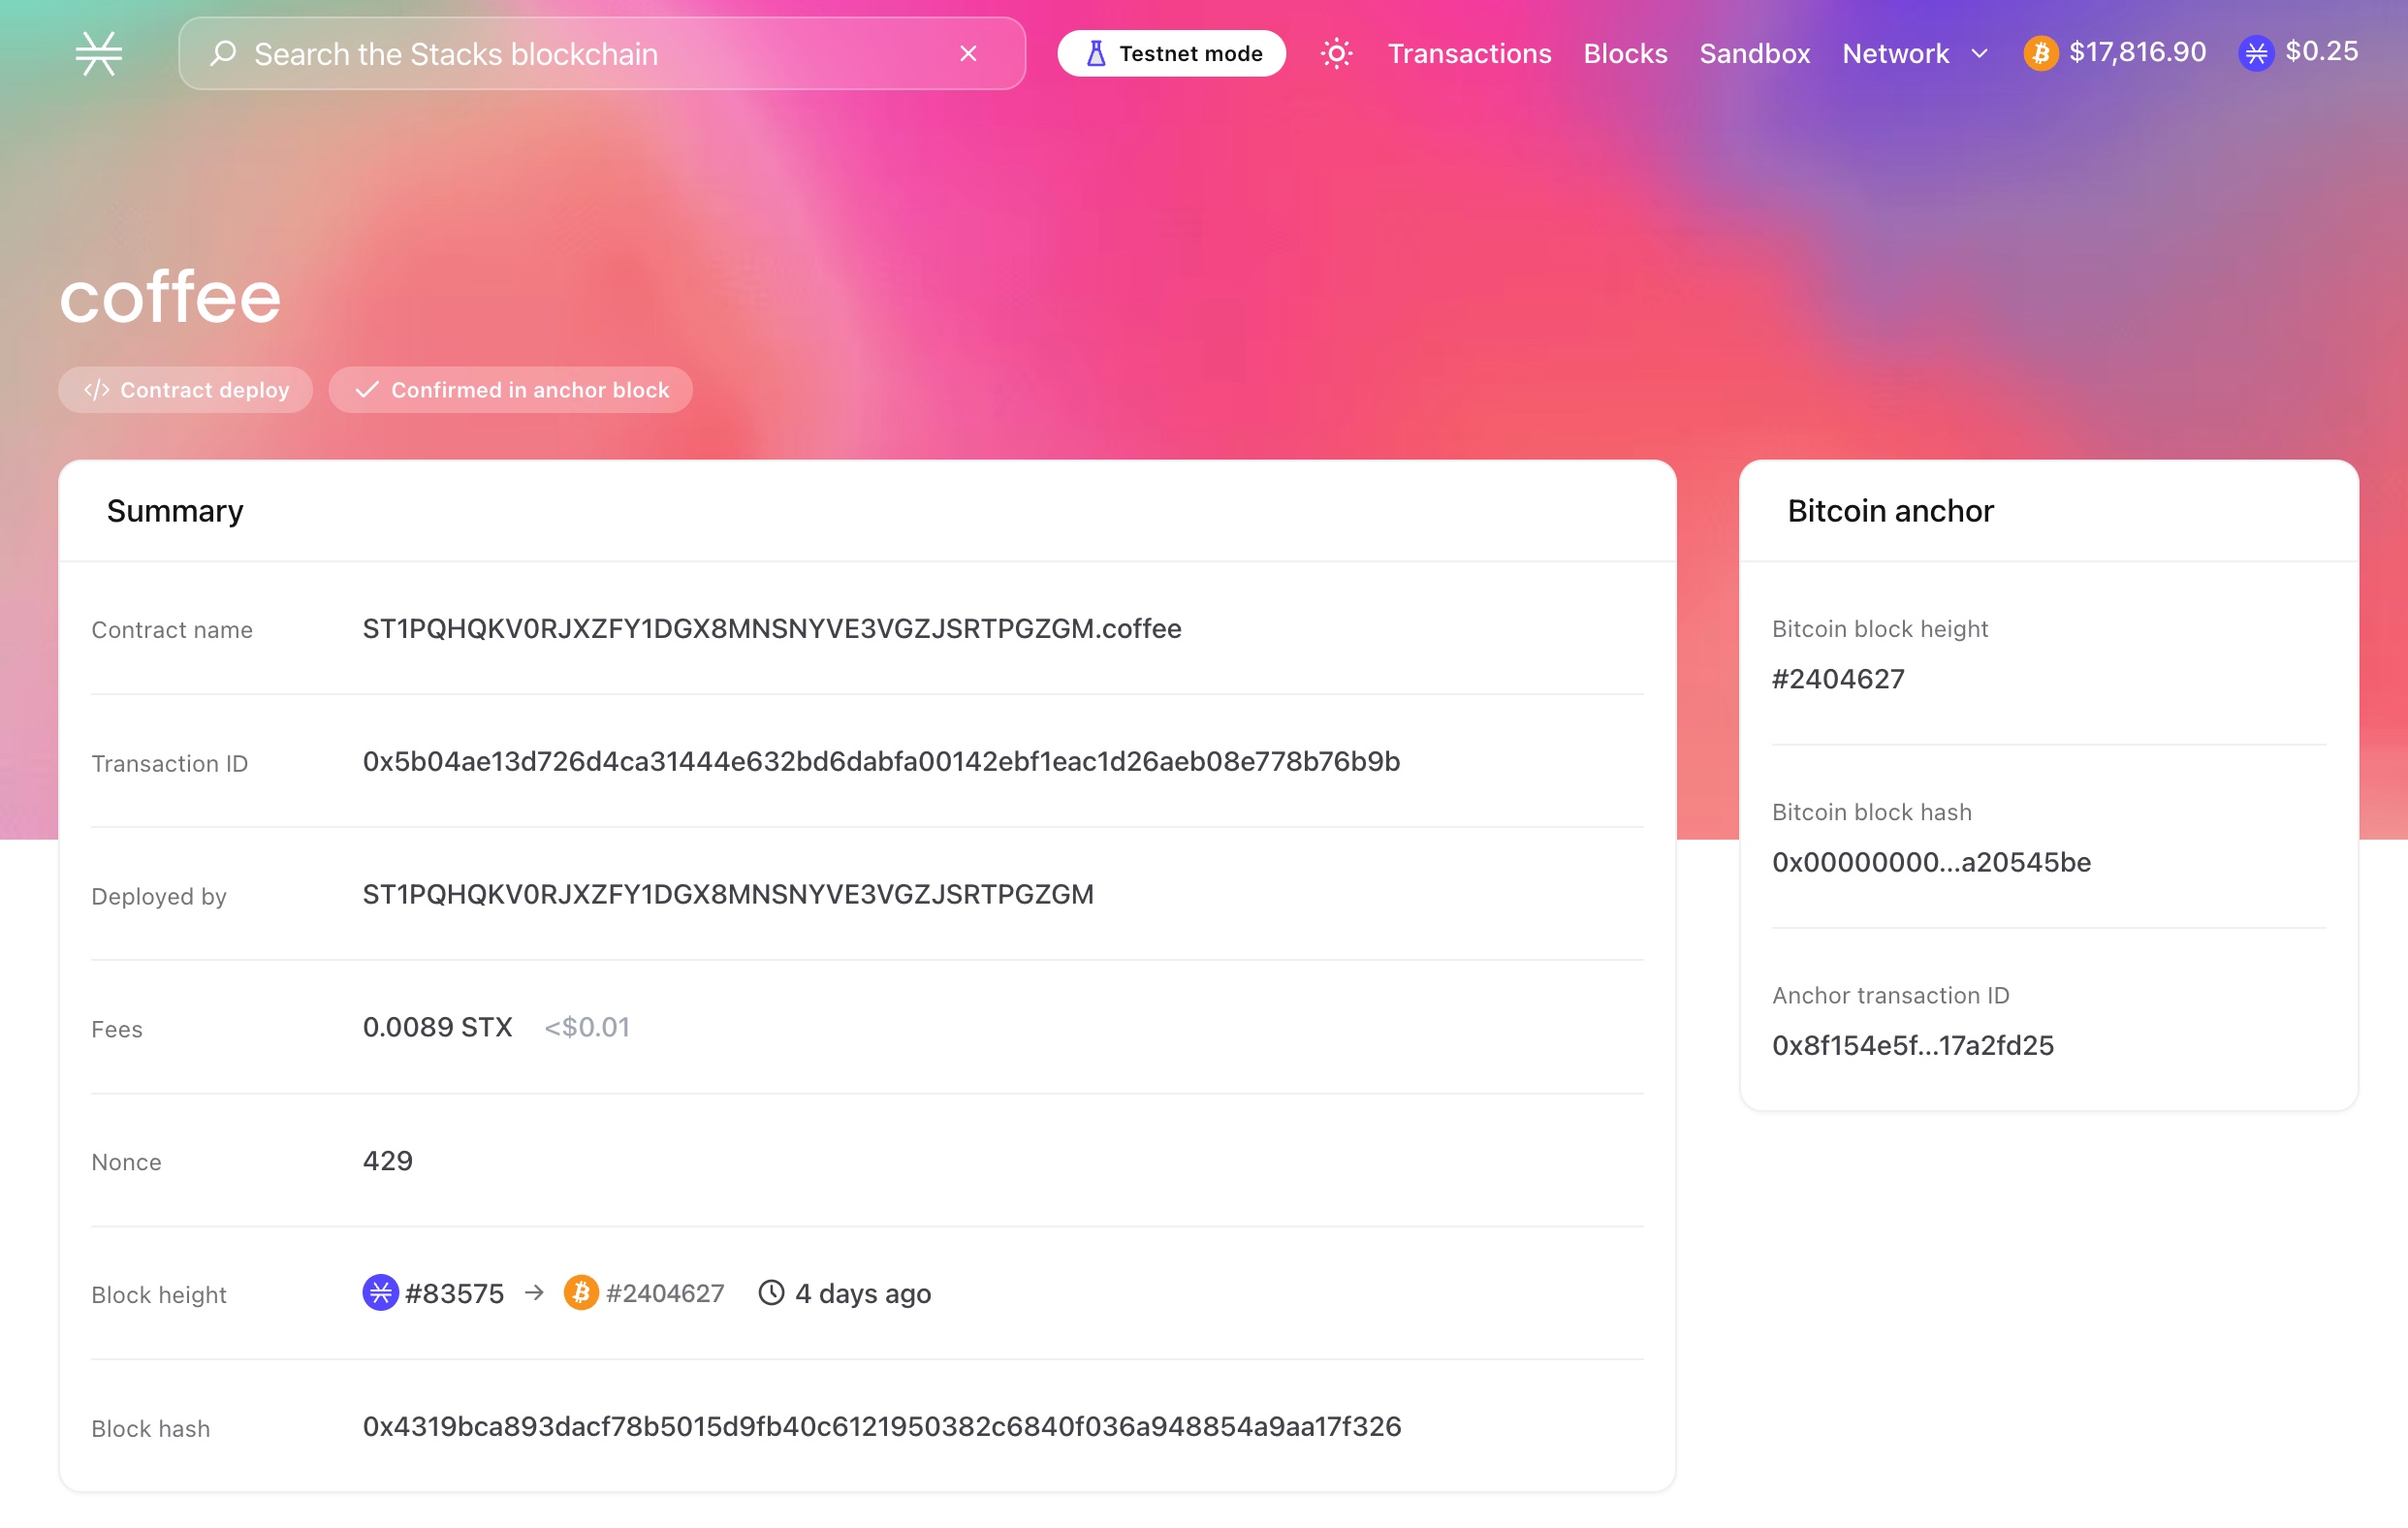 Search the Stacks blockchain
Testnet mode
Transactions
Blocks
Sandbox
Network
$17,816.90
$0.25
coffee
</> Contract deploy
Confirmed in anchor block
Summary
Contract name ST1PQHQKV0RJXZFY1DGX8MNSNYVE3VGZJSRTPGZGM.coffee
Transaction ID 0x5b04ae13d726d4ca31444e632bd6dabfa00142ebf1eac1d26aeb08e778b76b9b
Deployed by ST1PQHQKV0RJXZFY1DGX8MNSNYVE3VGZJSRTPGZGM
Fees 0.0089 STX <$0.01
Nonce 429
Block height #83575 → #2404627 4 days ago
Block hash 0x4319bca893dacf78b5015d9fb40c6121950382c6840f036a948854a9aa17f326
Bitcoin anchor
Bitcoin block height
#2404627
Bitcoin block hash
0x00000000...a20545be
Anchor transaction ID
0x8f154e5f...17a2fd25